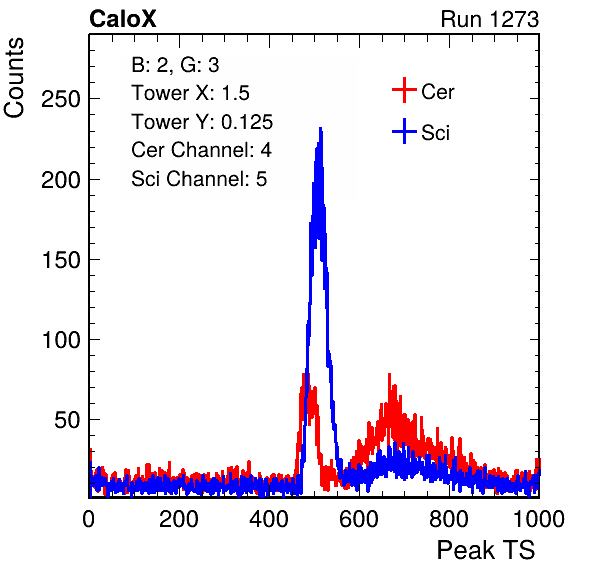 CaloX Run 1273
Counts
B: 2, G: 3
Tower X: 1.5
Tower Y: 0.125
Cer Channel: 4
Sci Channel: 5
Cer
Sci
250
200
150
100
50
0 200 400 600 800 1000
Peak TS